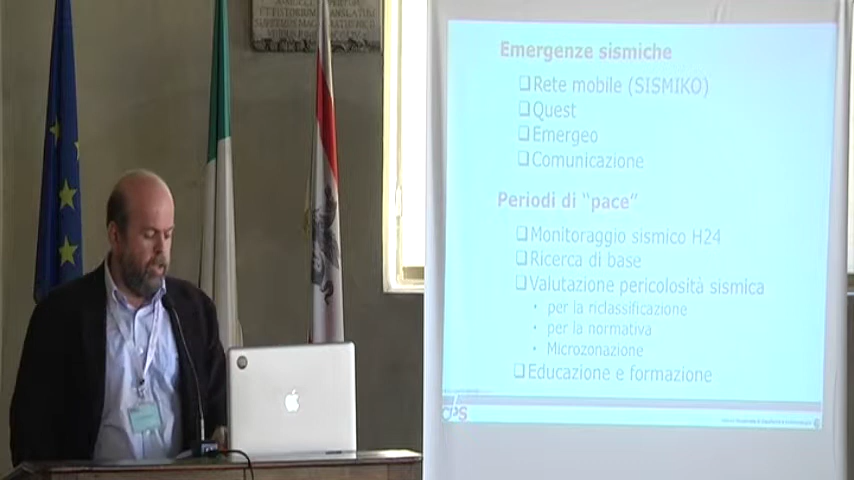 Emergenze sismiche
❑ Rete mobile (SISMIKO)
❑ Quest
❑ Emergeo
❑ Comunicazione
Periodi di “pace”
❑ Monitoraggio sismico H24
❑ Ricerca di base
❑ Valutazione pericolosità sismica
• per la riclassificazione
• per la normativa
• Microzonazione
❑ Educazione e formazione